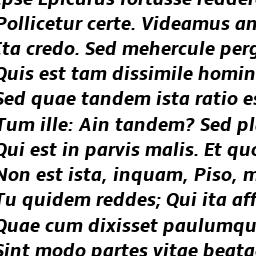 Ipse Epicurus fortasse redder
Pollicetur certe. Videamus an
Ita credo. Sed mehercule perg
Quis est tam dissimile homin
Sed quae tandem ista ratio es
Tum ille: Ain tandem? Sed pl
Qui est in parvis malis. Et quo
Non est ista, inquam, Piso, m
Tu quidem reddes; Qui ita aff
Quae cum dixisset paulumqu
Sint modo partes vitae beata